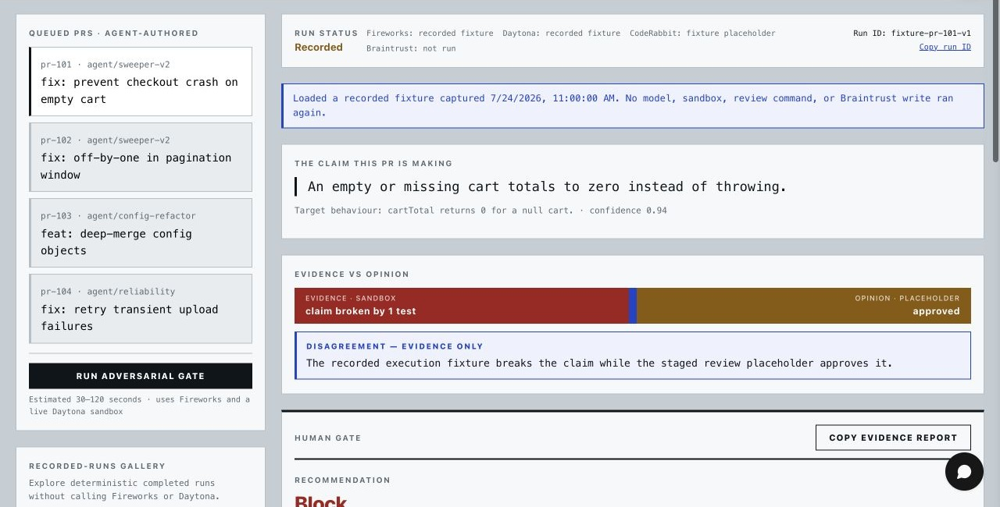 QUEUED PRS · AGENT-AUTHORED
pr-101 · agent/sweeper-v2
fix: prevent checkout crash on
empty cart
pr-102 · agent/sweeper-v2
fix: off-by-one in pagination
window
pr-103 · agent/config-refactor
feat: deep-merge config
objects
pr-104 · agent/reliability
fix: retry transient upload
failures
RUN ADVERSARIAL GATE
Estimated 30–120 seconds · uses Fireworks and a
live Daytona sandbox
RECORDED-RUNS GALLERY
Explore deterministic completed runs
without calling Fireworks or Daytona.
RUN STATUS
Recorded
Fireworks: recorded fixture Daytona: recorded fixture CodeRabbit: fixture placeholder
Braintrust: not run
Run ID: fixture-pr-101-v1
Copy run ID
Loaded a recorded fixture captured 7/24/2026, 11:00:00 AM. No model, sandbox, review command, or Braintrust write ran
again.
THE CLAIM THIS PR IS MAKING
An empty or missing cart totals to zero instead of throwing.
Target behaviour: cartTotal returns 0 for a null cart. · confidence 0.94
EVIDENCE VS OPINION
EVIDENCE · SANDBOX
claim broken by 1 test
OPINION · PLACEHOLDER
approved
DISAGREEMENT — EVIDENCE ONLY
The recorded execution fixture breaks the claim while the staged review placeholder approves it.
HUMAN GATE
COPY EVIDENCE REPORT
RECOMMENDATION
Block